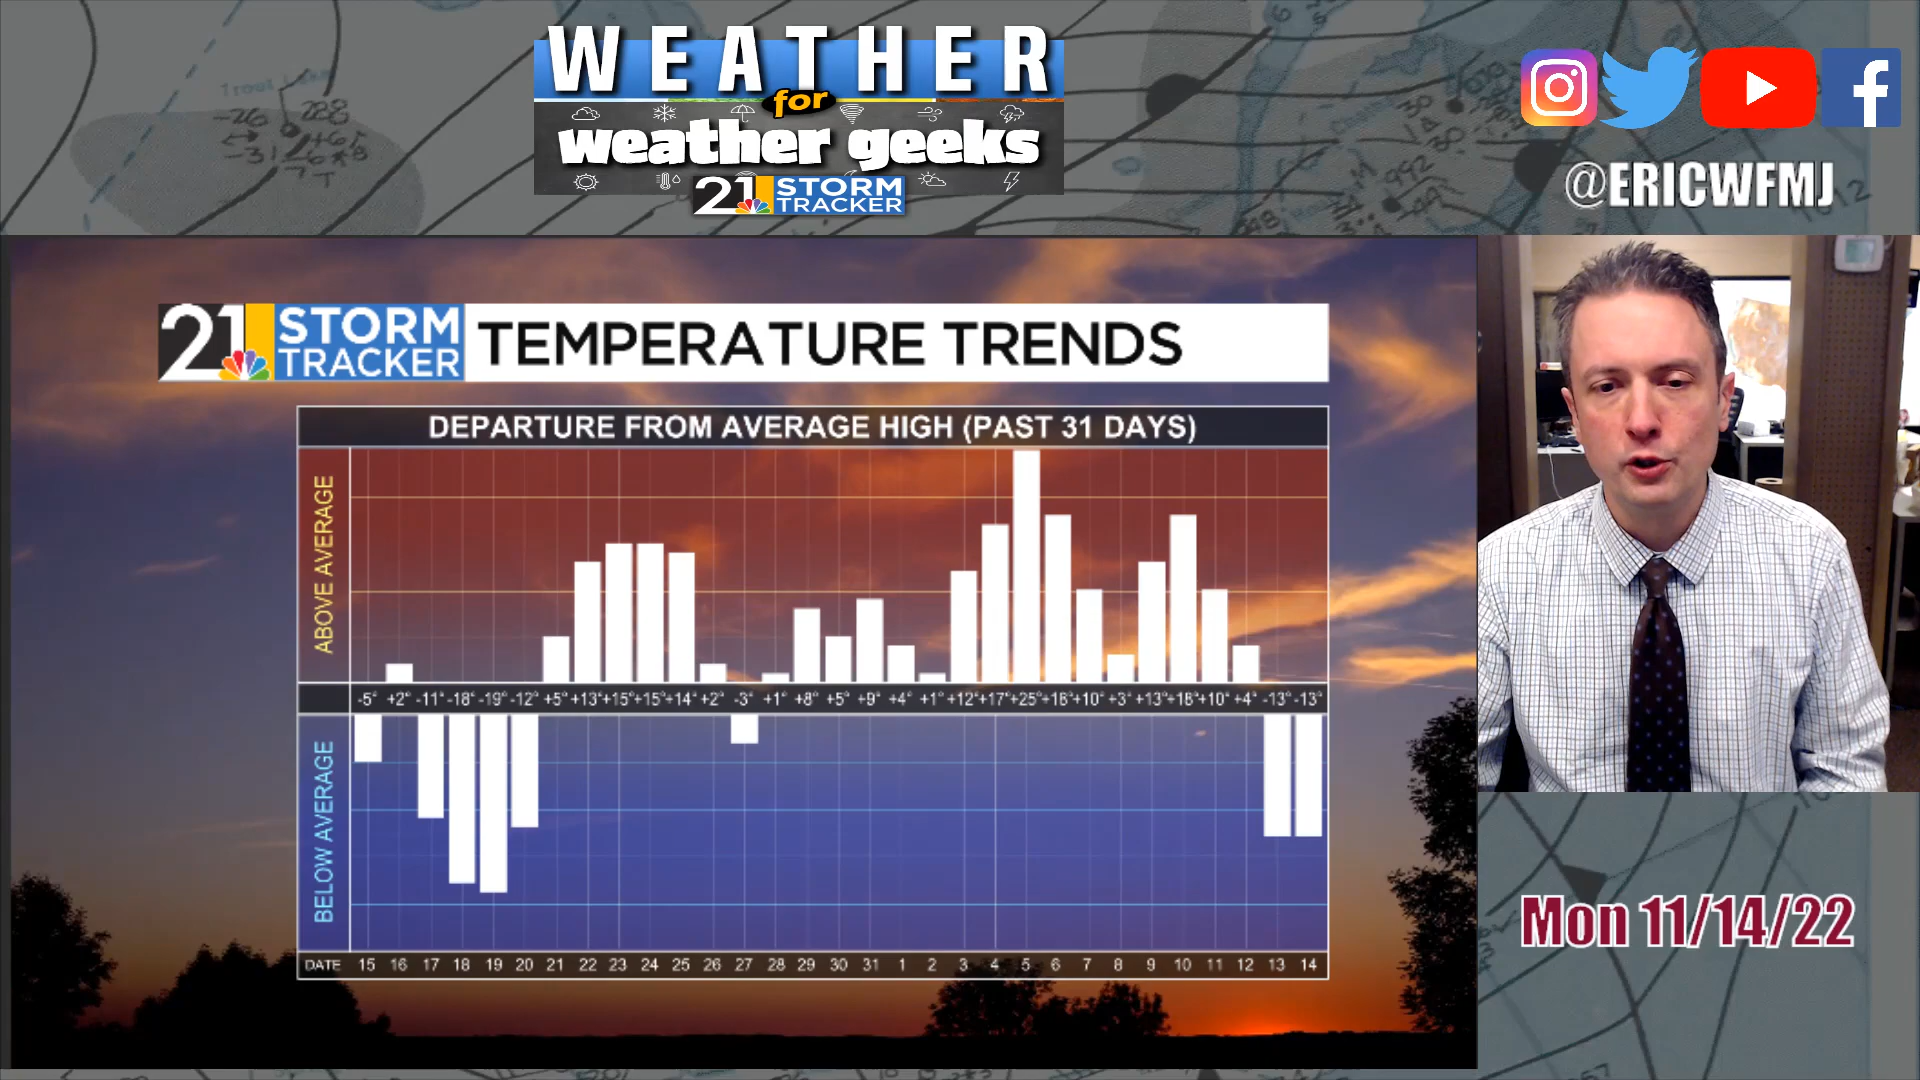 WEATHER
for
weather geeks
21 STORM
TRACKER
@ERICWFMJ
21 STORM
TRACKER
TEMPERATURE TRENDS
DEPARTURE FROM AVERAGE HIGH (PAST 31 DAYS)
ABOVE AVERAGE
-5° +2° -11° -18° -19° -12° +5° +13° +15° +15° +14° +2° -3° +1° +8° +5° +9° +4° +1° +12° +17° +25° +18° +10° +3° +13° +18° +10° +4° -13° -13°
BELOW AVERAGE
DATE 15 16 17 18 19 20 21 22 23 24 25 26 27 28 29 30 31 1 2 3 4 5 6 7 8 9 10 11 12 13 14
Mon 11/14/22